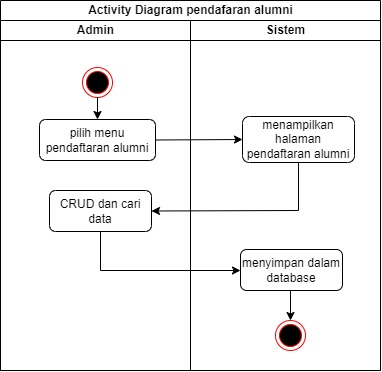 Activity Diagram pendafaran alumni
Admin
Sistem
pilih menu
pendaftaran alumni
menampilkan
halaman
pendaftaran alumni
CRUD dan cari
data
menyimpan dalam
database